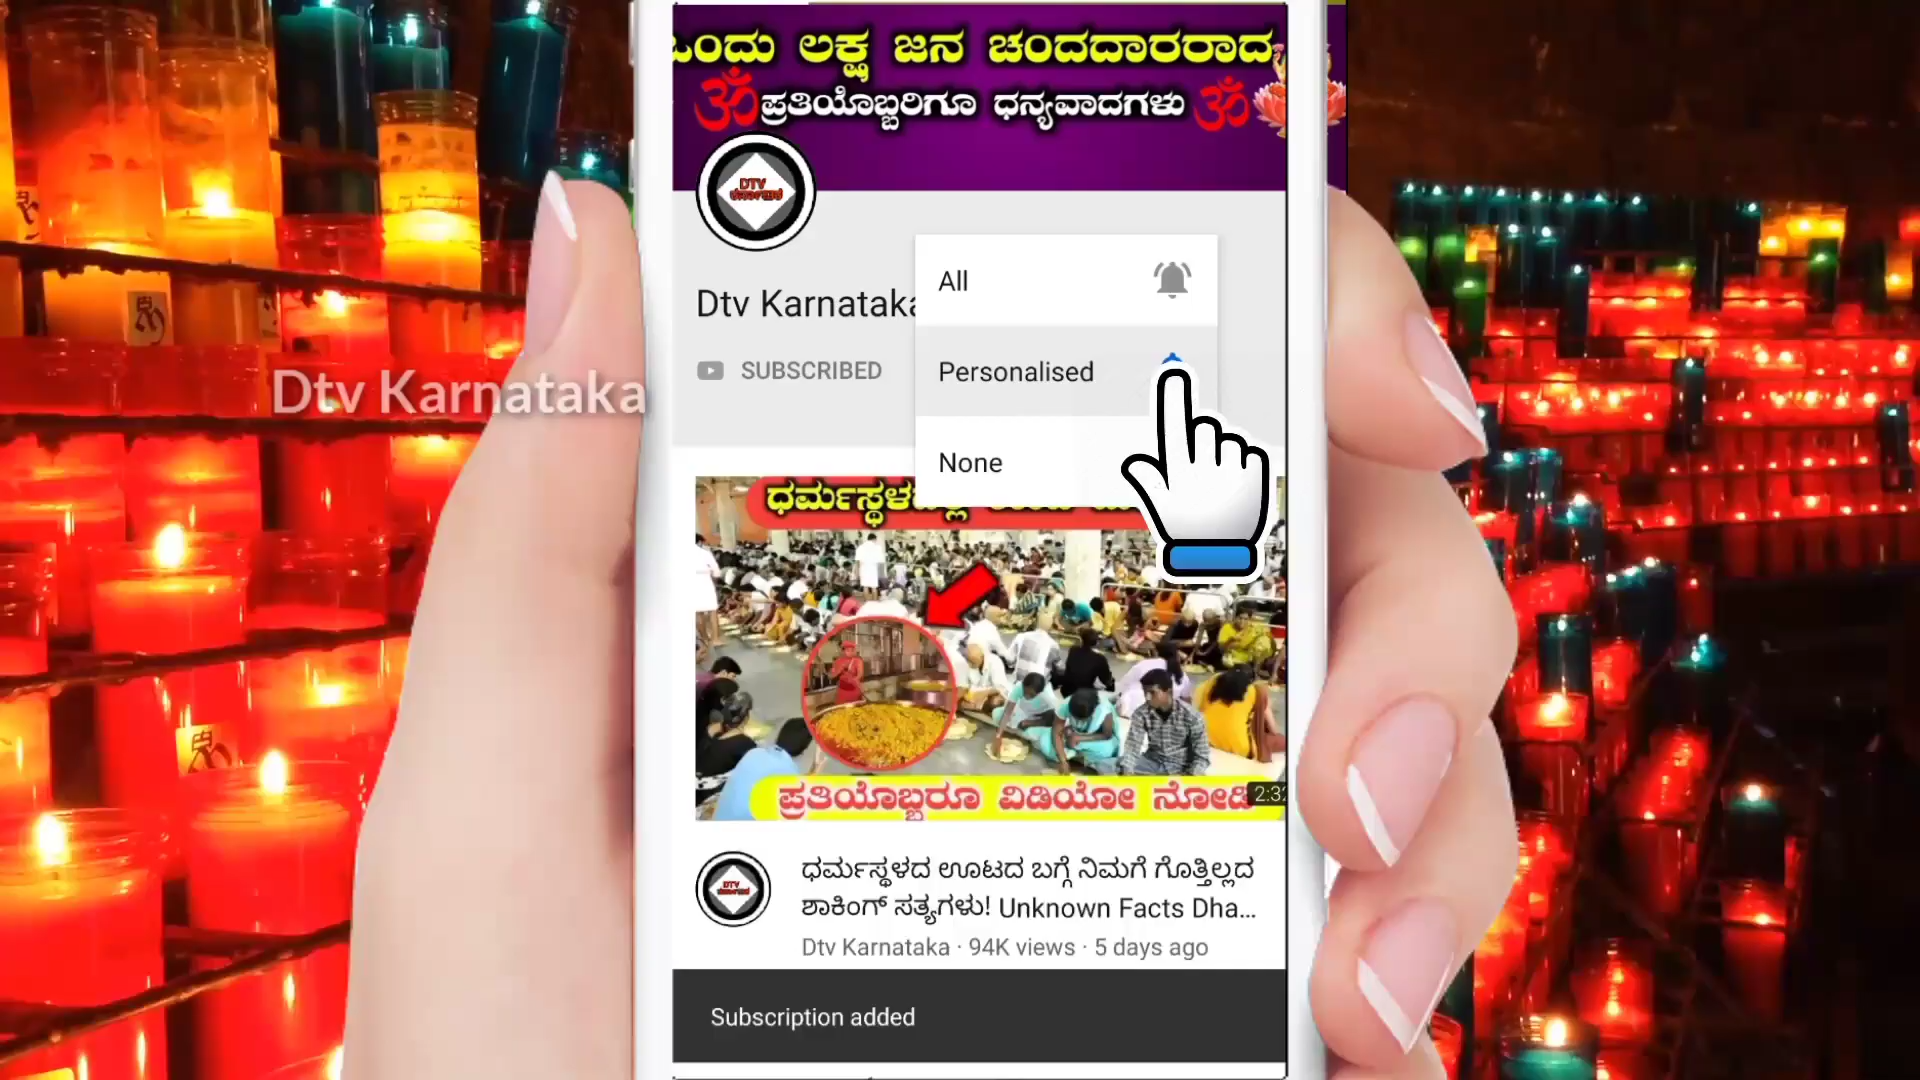 ಒಂದು ಲಕ್ಷ ಜನ ಚಂದದಾರರಾದ
ಪ್ರತಿಯೊಬ್ಬರಿಗೂ ಧನ್ಯವಾದಗಳು
DTV
All
Dtv Karnataka
Personalised
SUBSCRIBED
Dtv Karnataka
None
ಪ್ರತಿಯೊಬ್ಬರೂ ವಿಡಿಯೋ ನೋಡಿ
ಧರ್ಮಸ್ಥಳದ ಊಟದ ಬಗ್ಗೆ ನಿಮಗೆ ಗೊತ್ತಿಲ್ಲದ
ಶಾಕಿಂಗ್ ಸತ್ಯಗಳು! Unknown Facts Dha...
Dtv Karnataka · 94K views · 5 days ago
Subscription added